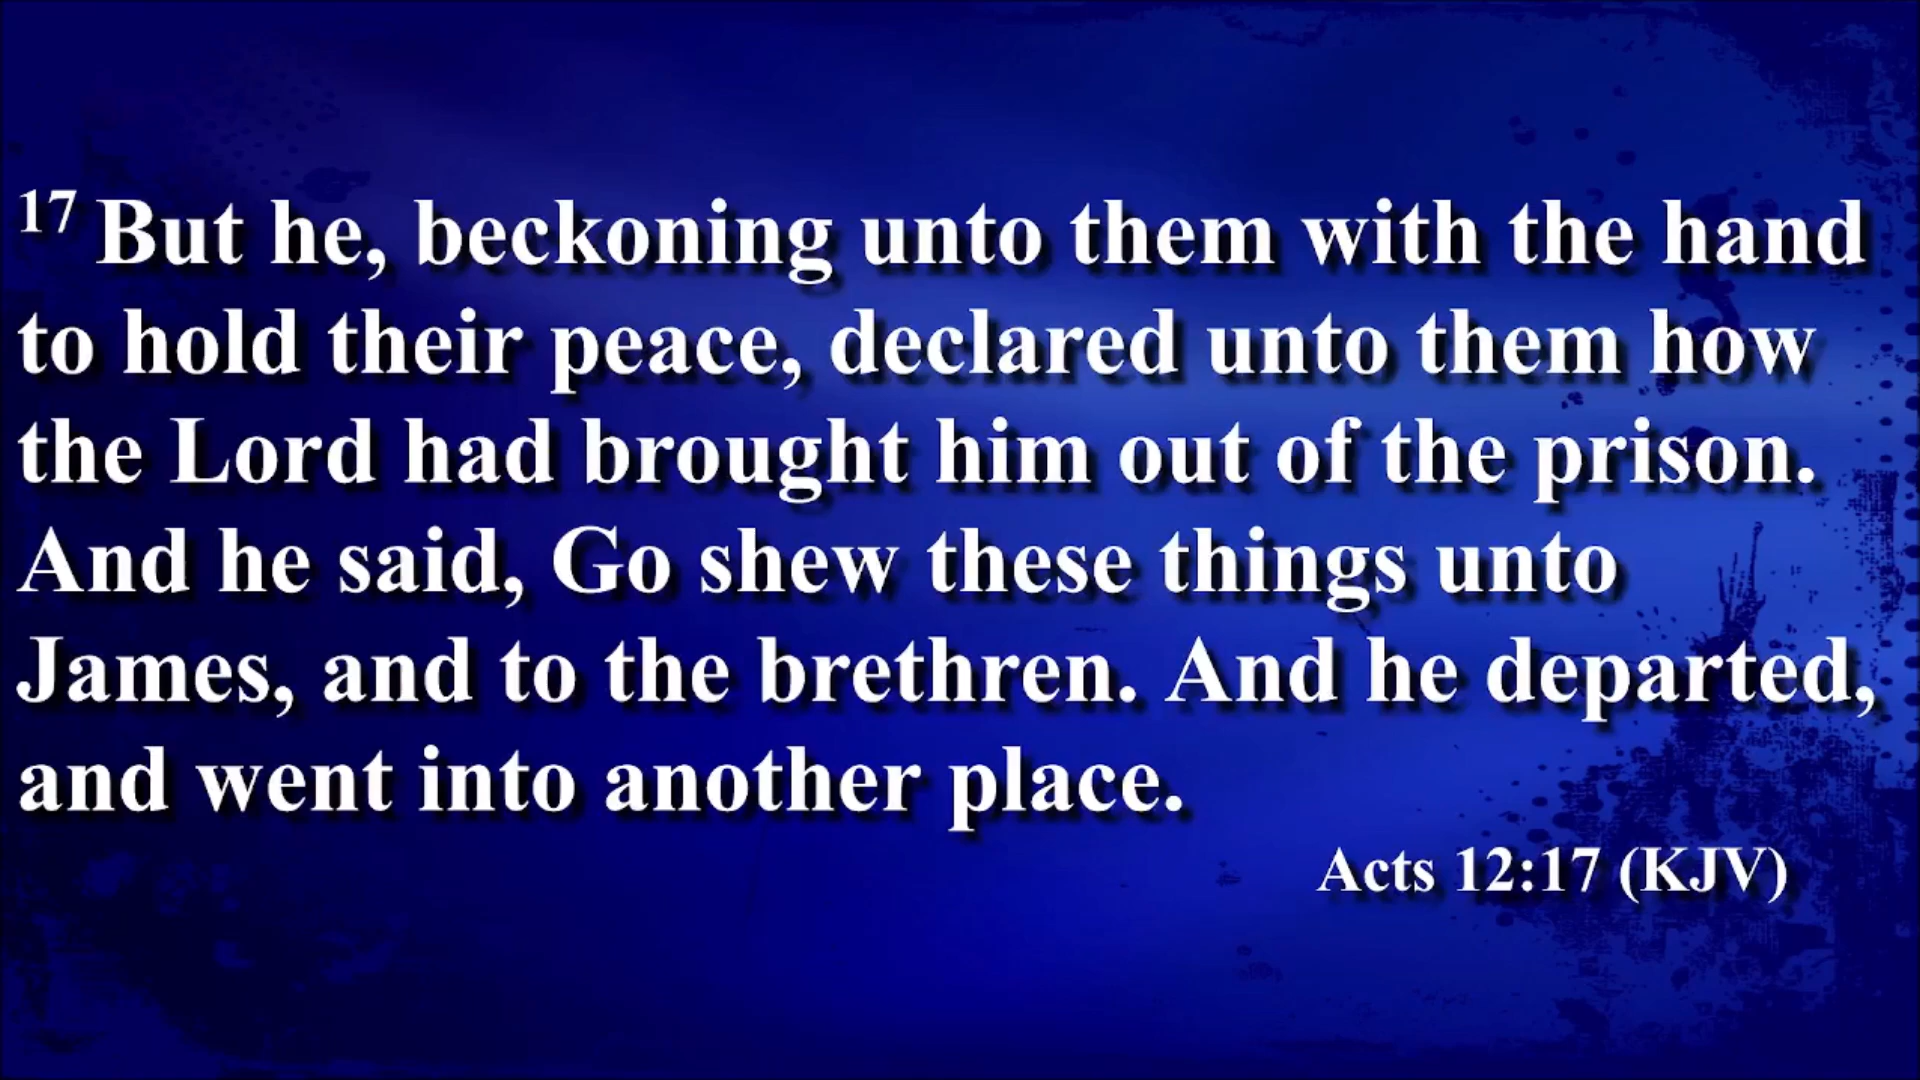 17 But he, beckoning unto them with the hand
to hold their peace, declared unto them how
the Lord had brought him out of the prison.
And he said, Go shew these things unto
James, and to the brethren. And he departed,
and went into another place.
Acts 12:17 (KJV)